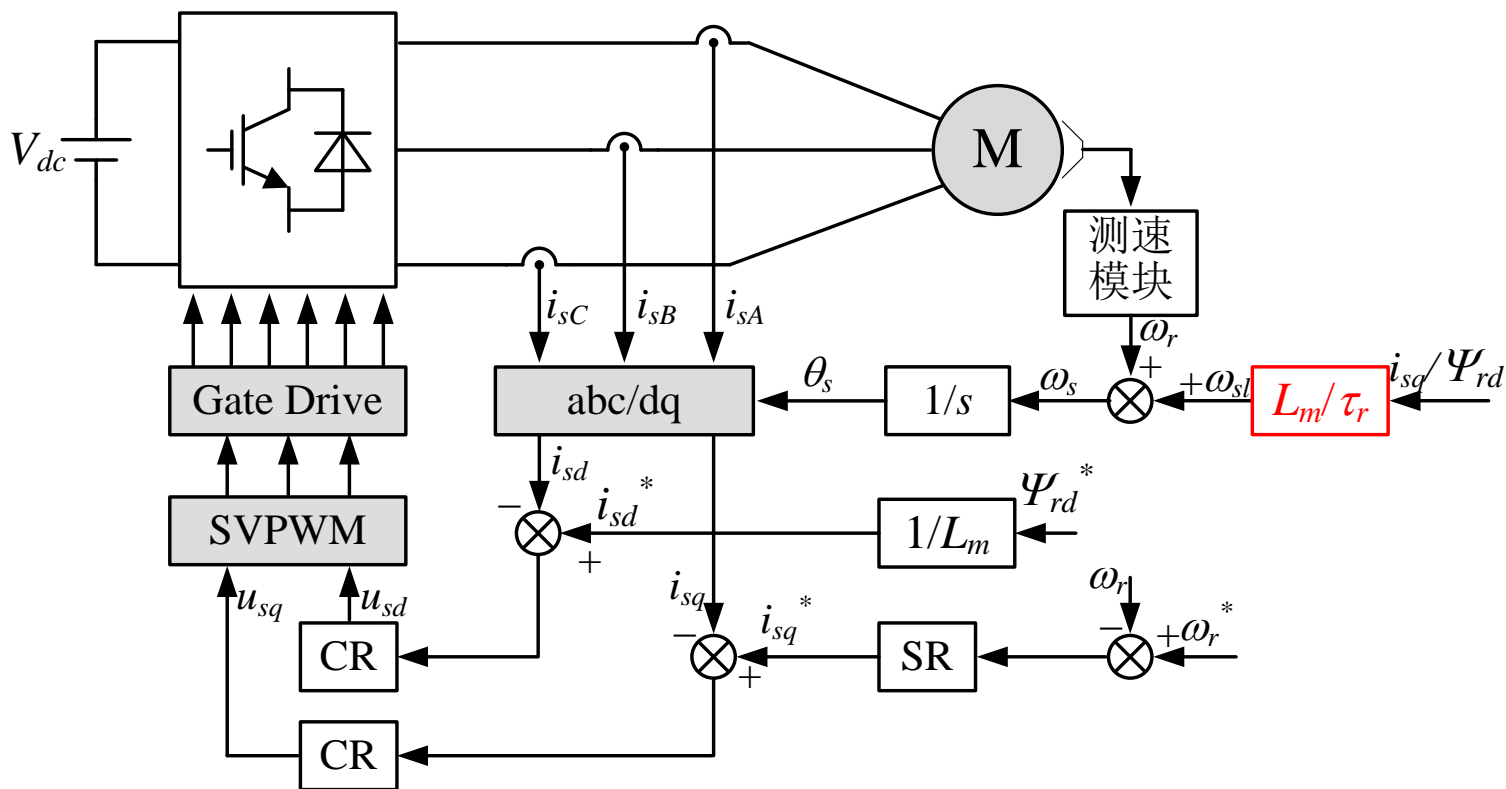 V_dc
M
测速
模块
i_sC
i_sB
i_sA
ω_r
+
θ_s
ω_s
+ω_sl
i_sq/Ψ_rd
Gate Drive
abc/dq
1/s
L_m/τ_r
i_sd
−
i_sd*
+
Ψ_rd*
SVPWM
1/L_m
u_sq
u_sd
i_sq
−
i_sq*
+
ω_r
−
+ω_r*
CR
SR
CR